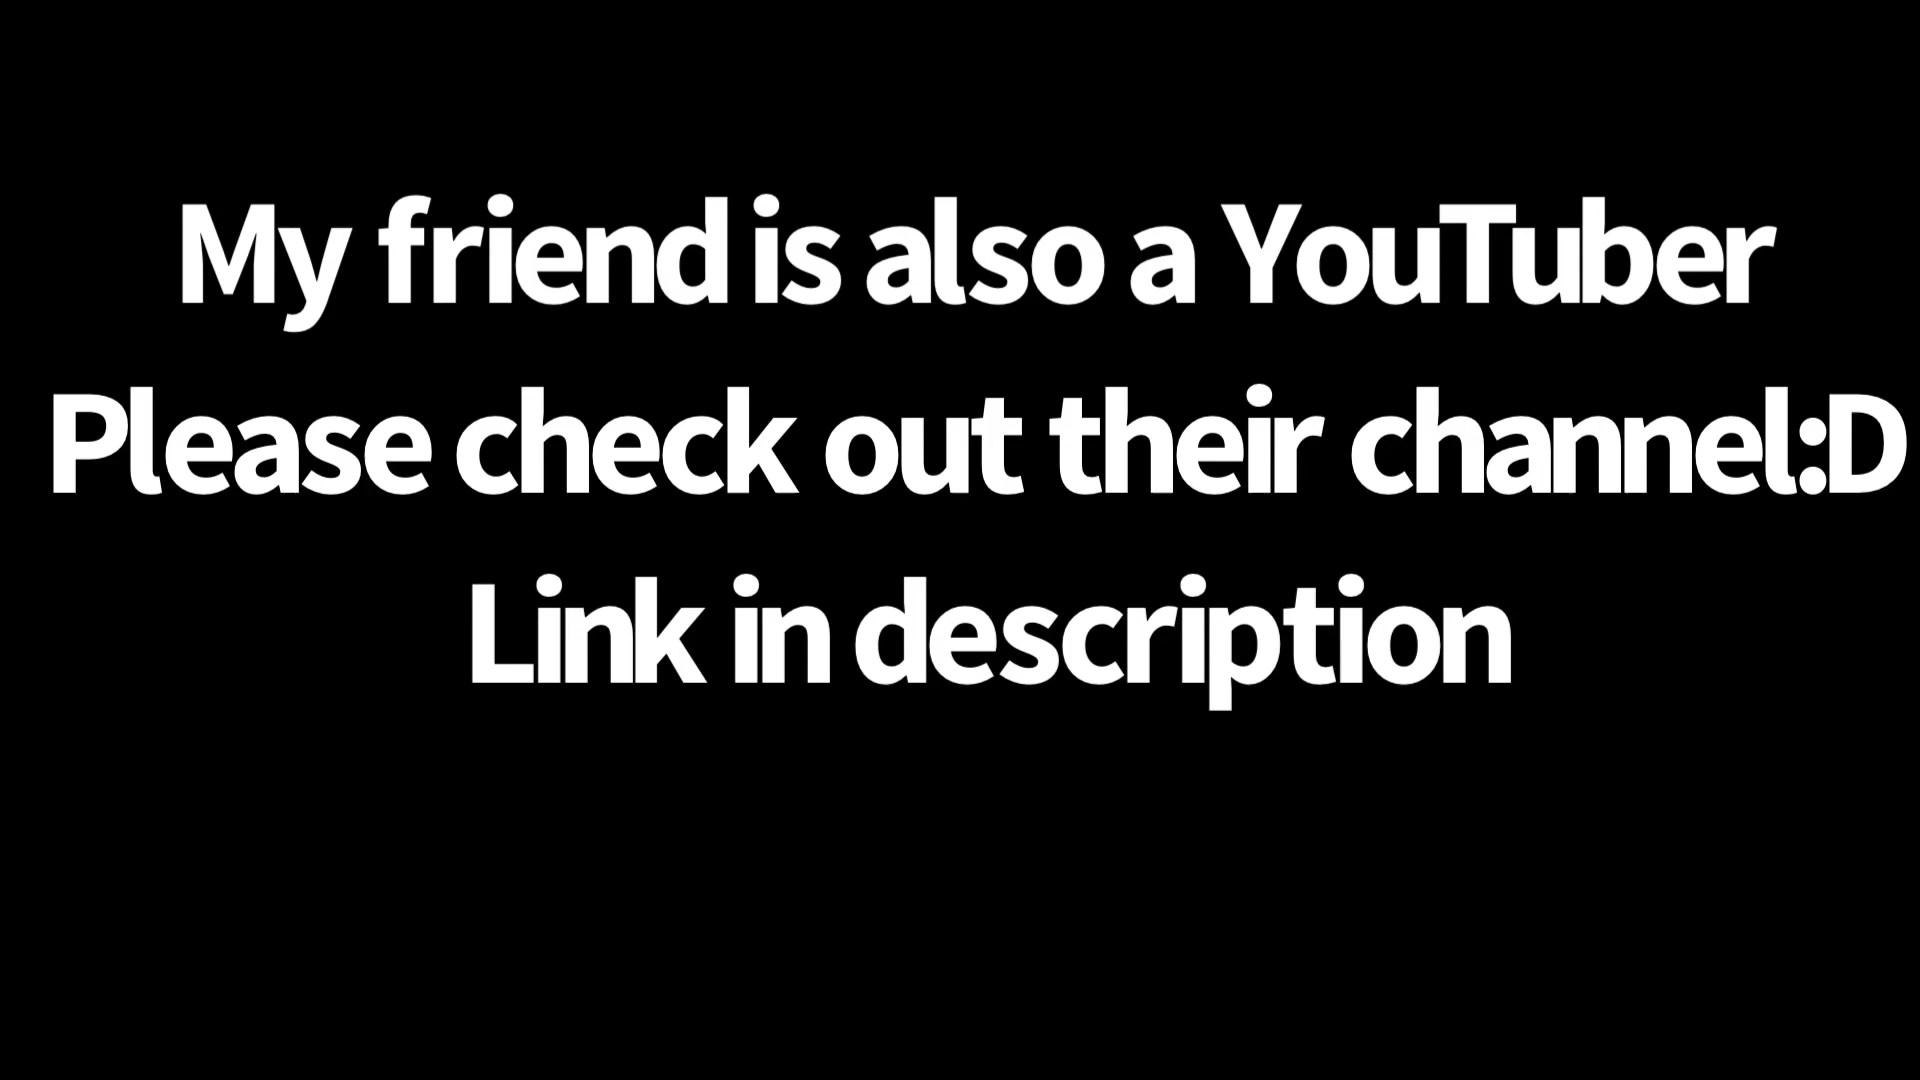 My friend is also a YouTuber
Please check out their channel:D
Link in description